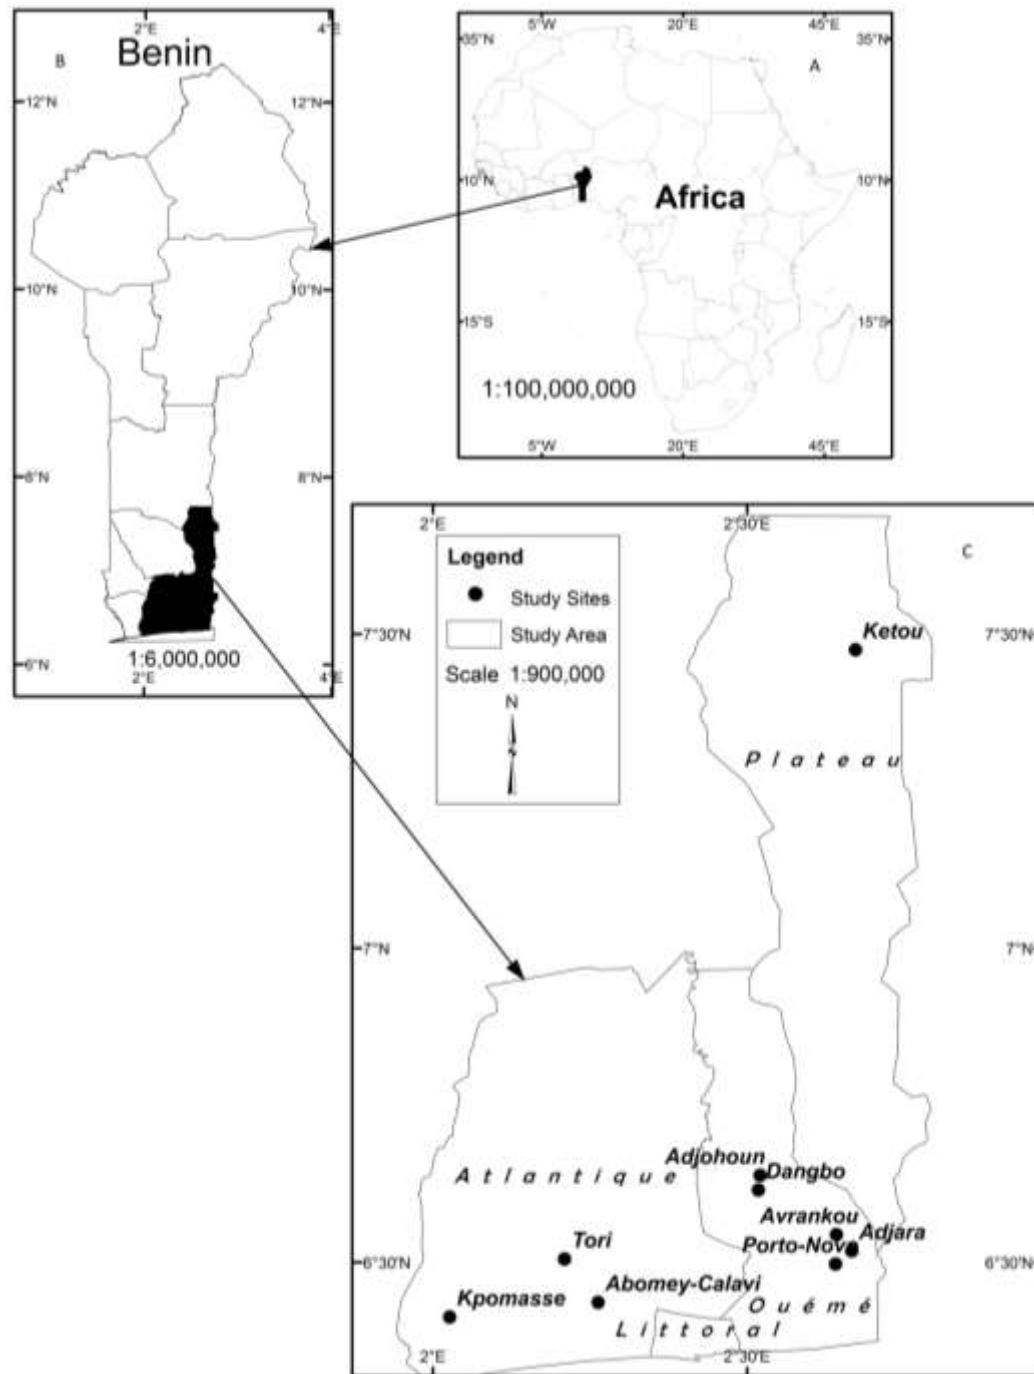 2°E 4°E
B Benin
12°N 12°N
10°N 10°N
8°N 8°N
1:6,000,000
6°N
2°E 4°E
5°W 20°E 45°E
35°N 35°N
A
10°N 10°N
Africa
15°S 15°S
1:100,000,000
5°W 20°E 45°E
2°E 2°30'E
C
Legend
Study Sites
Study Area
Scale 1:900,000
N
Ketou
7°30'N 7°30'N
Plateau
7°N 7°N
Adjohoun
Dangbo
Atlantique
Avrankou
Adjara
Porto-Novo
Tori
6°30'N 6°30'N
Abomey-Calavi
Kpomasse
Ouémé
Littoral
2°E 2°30'E